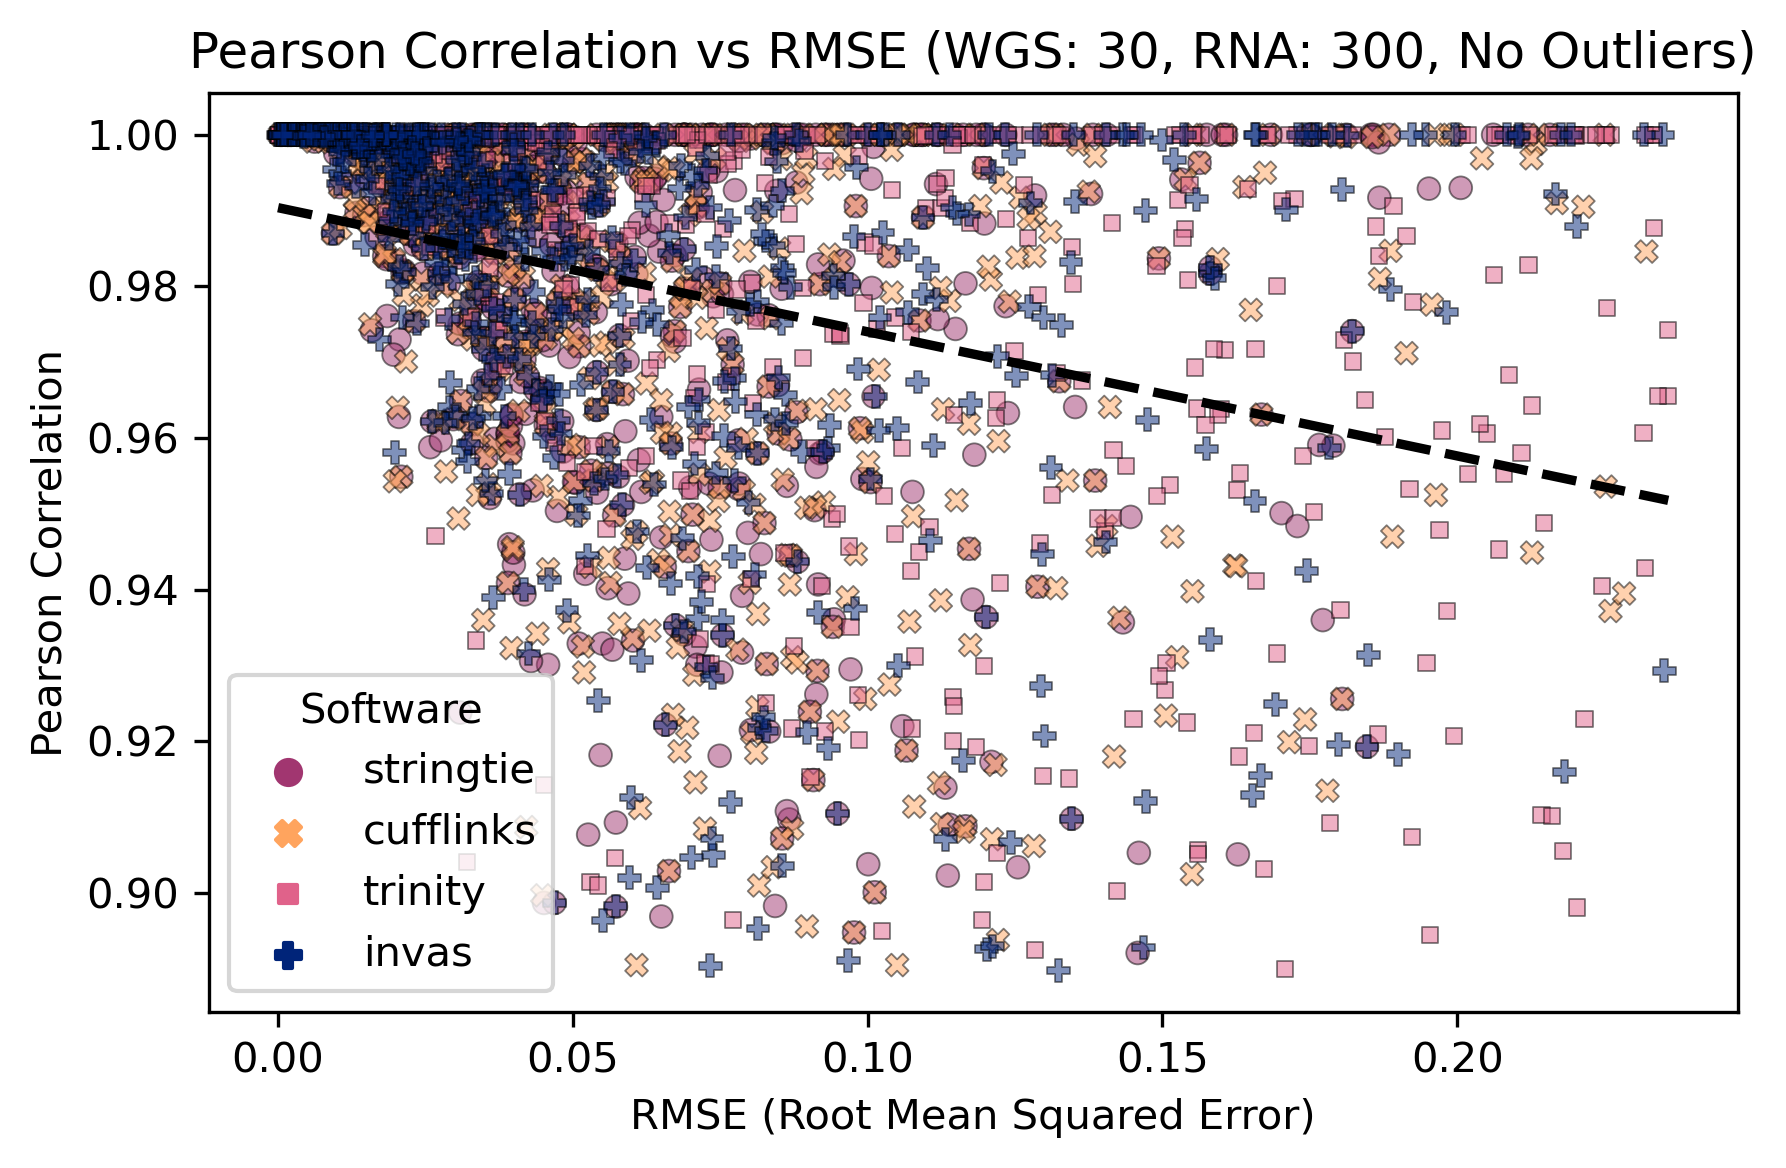 Pearson Correlation vs RMSE (WGS: 30, RNA: 300, No Outliers)
Pearson Correlation
1.00
0.98
0.96
0.94
0.92
0.90
Software
stringtie
cufflinks
trinity
invas
0.00
0.05
0.10
0.15
0.20
RMSE (Root Mean Squared Error)